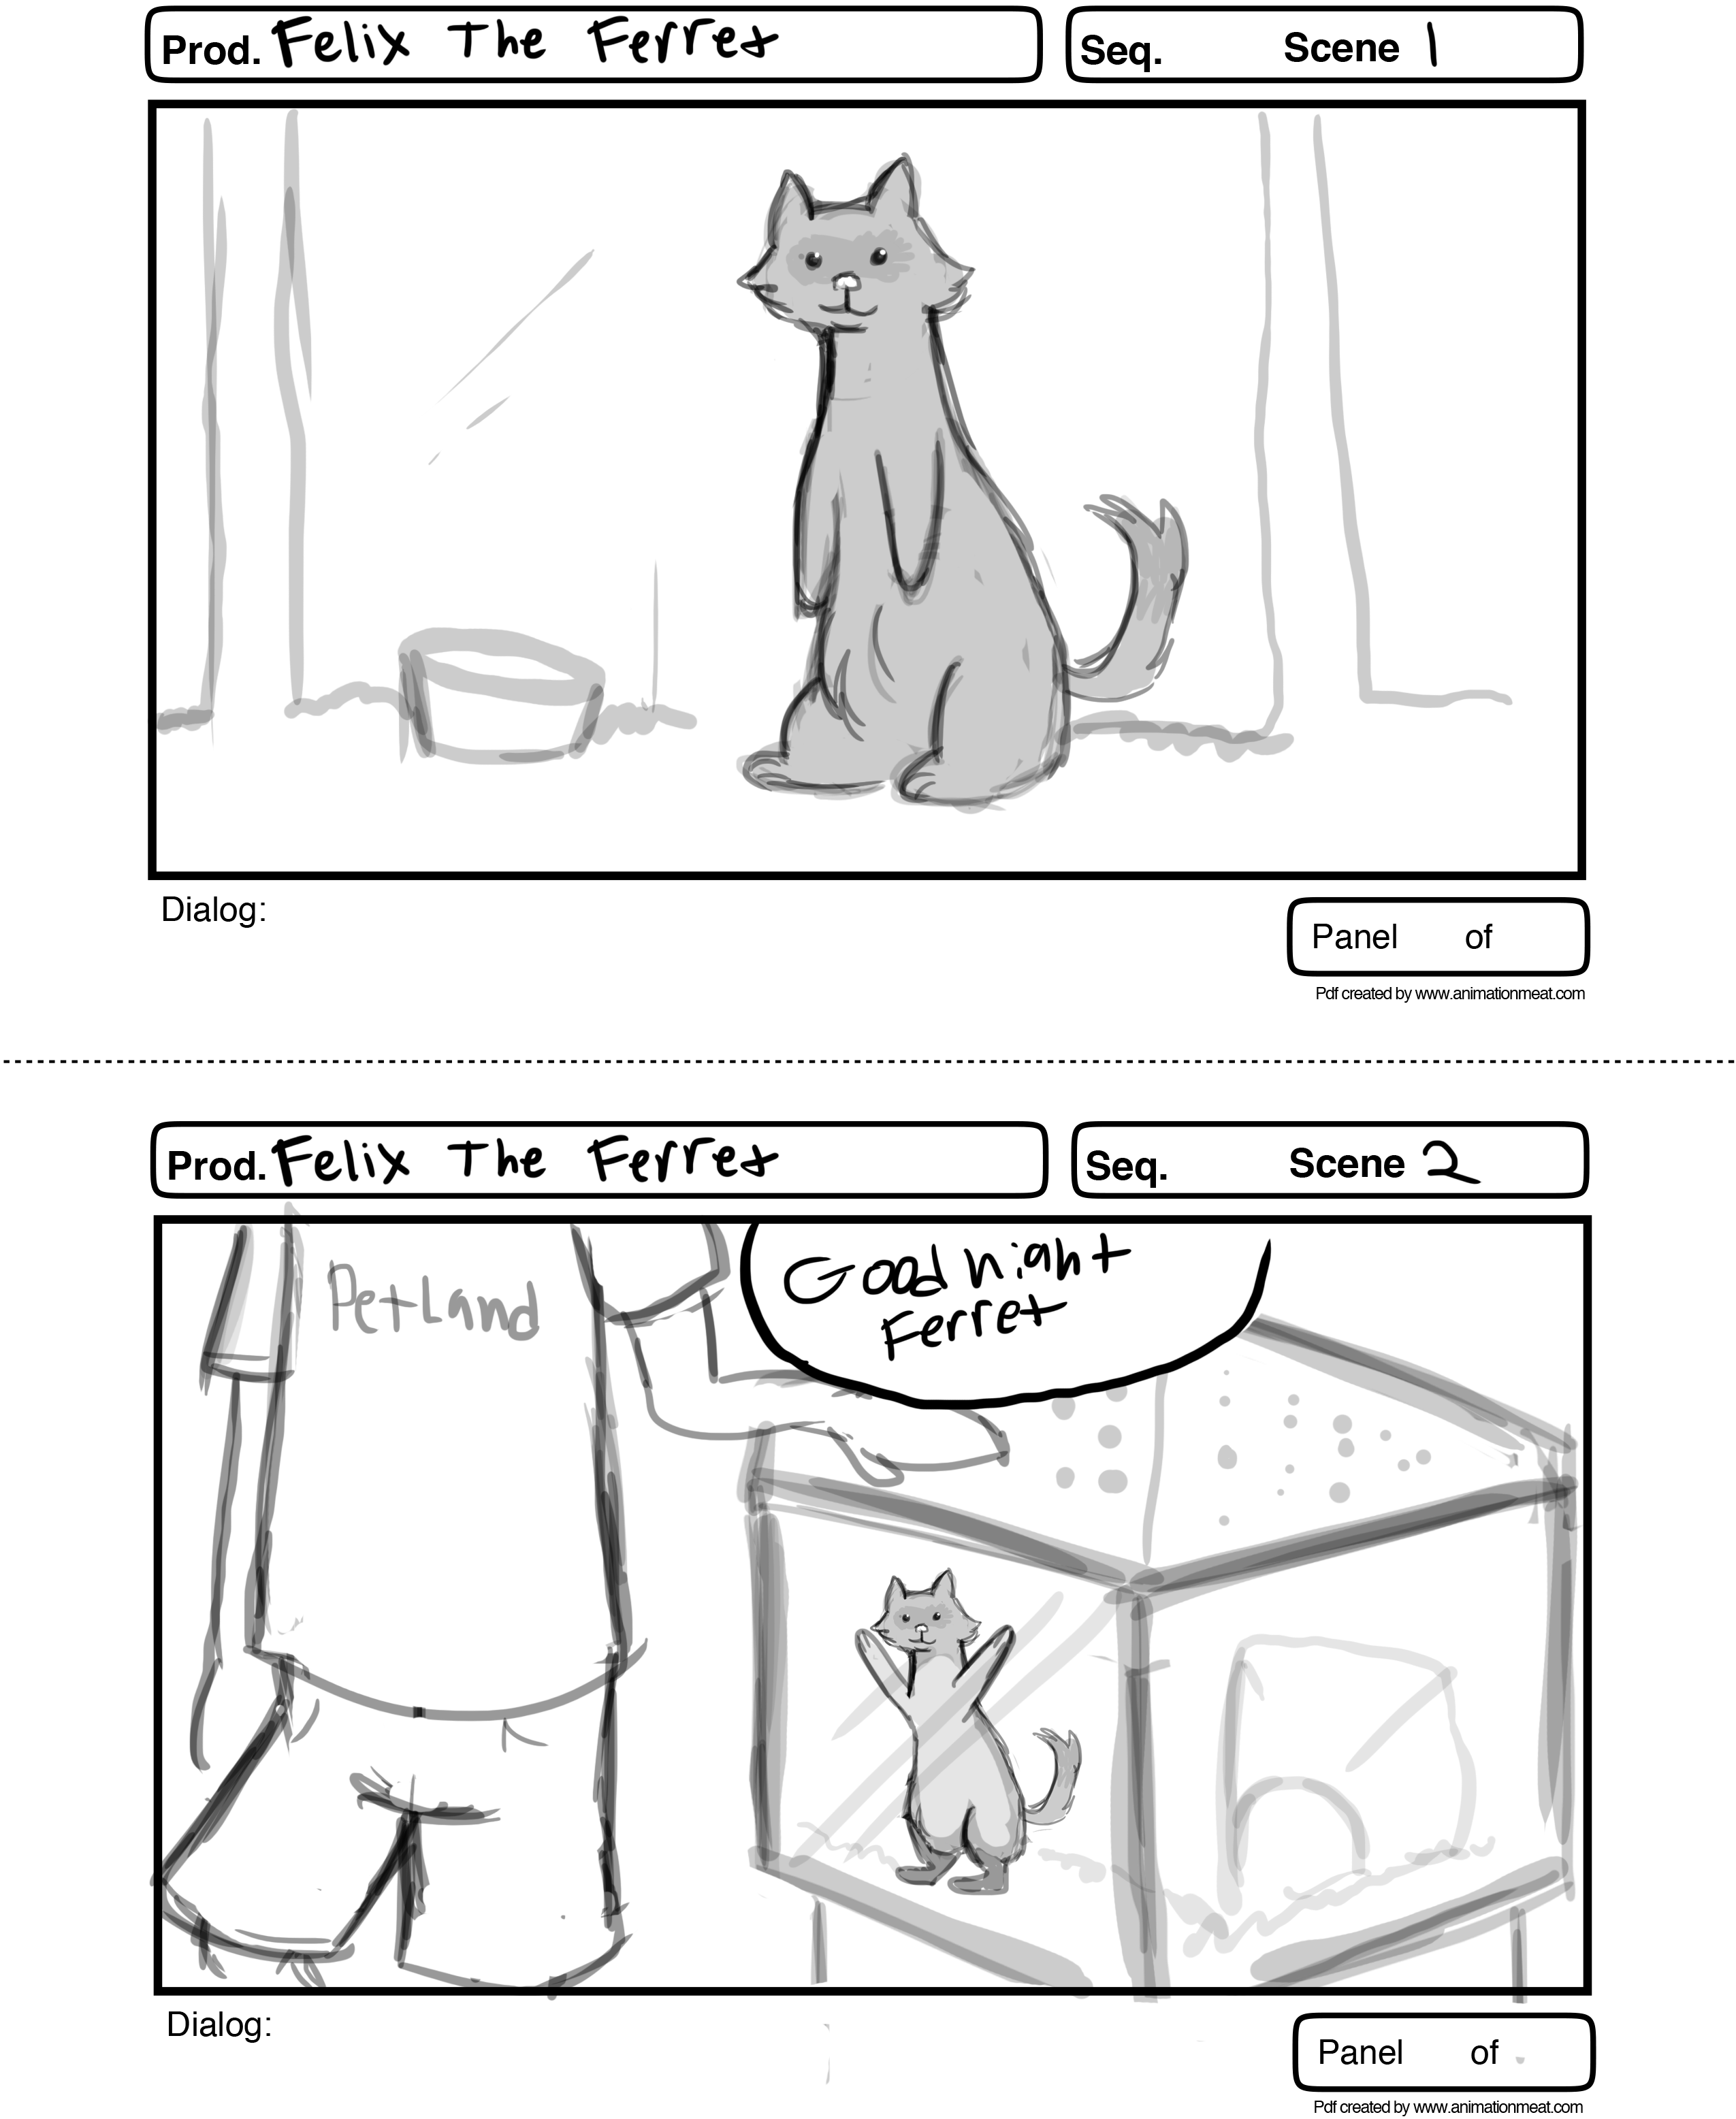 Prod. Felix The Ferret
Seq. Scene 1
Dialog:
Panel of
Pdf created by www.animationmeat.com
Prod. Felix The Ferret
Seq. Scene 2
PetLand
Good night
Ferret
Dialog:
Panel of
Pdf created by www.animationmeat.com